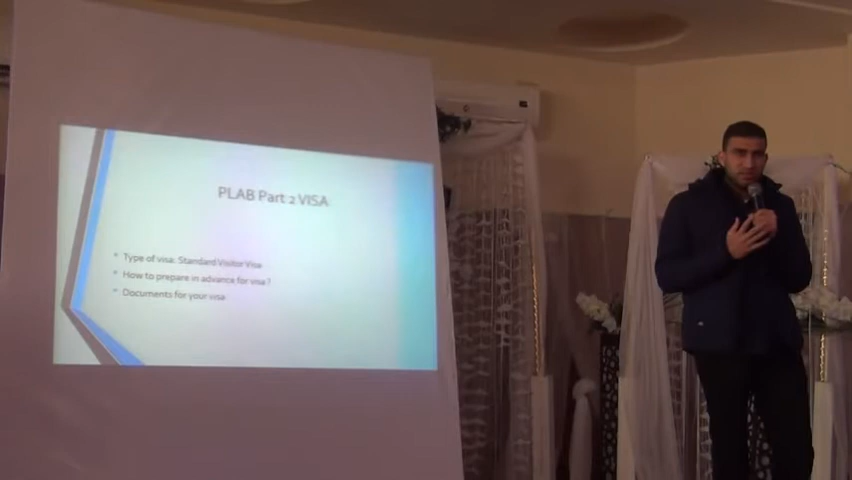 PLAB Part 2 VISA
Type of visa: Standard Visitor Visa
How to prepare in advance for visa?
Documents for your visa